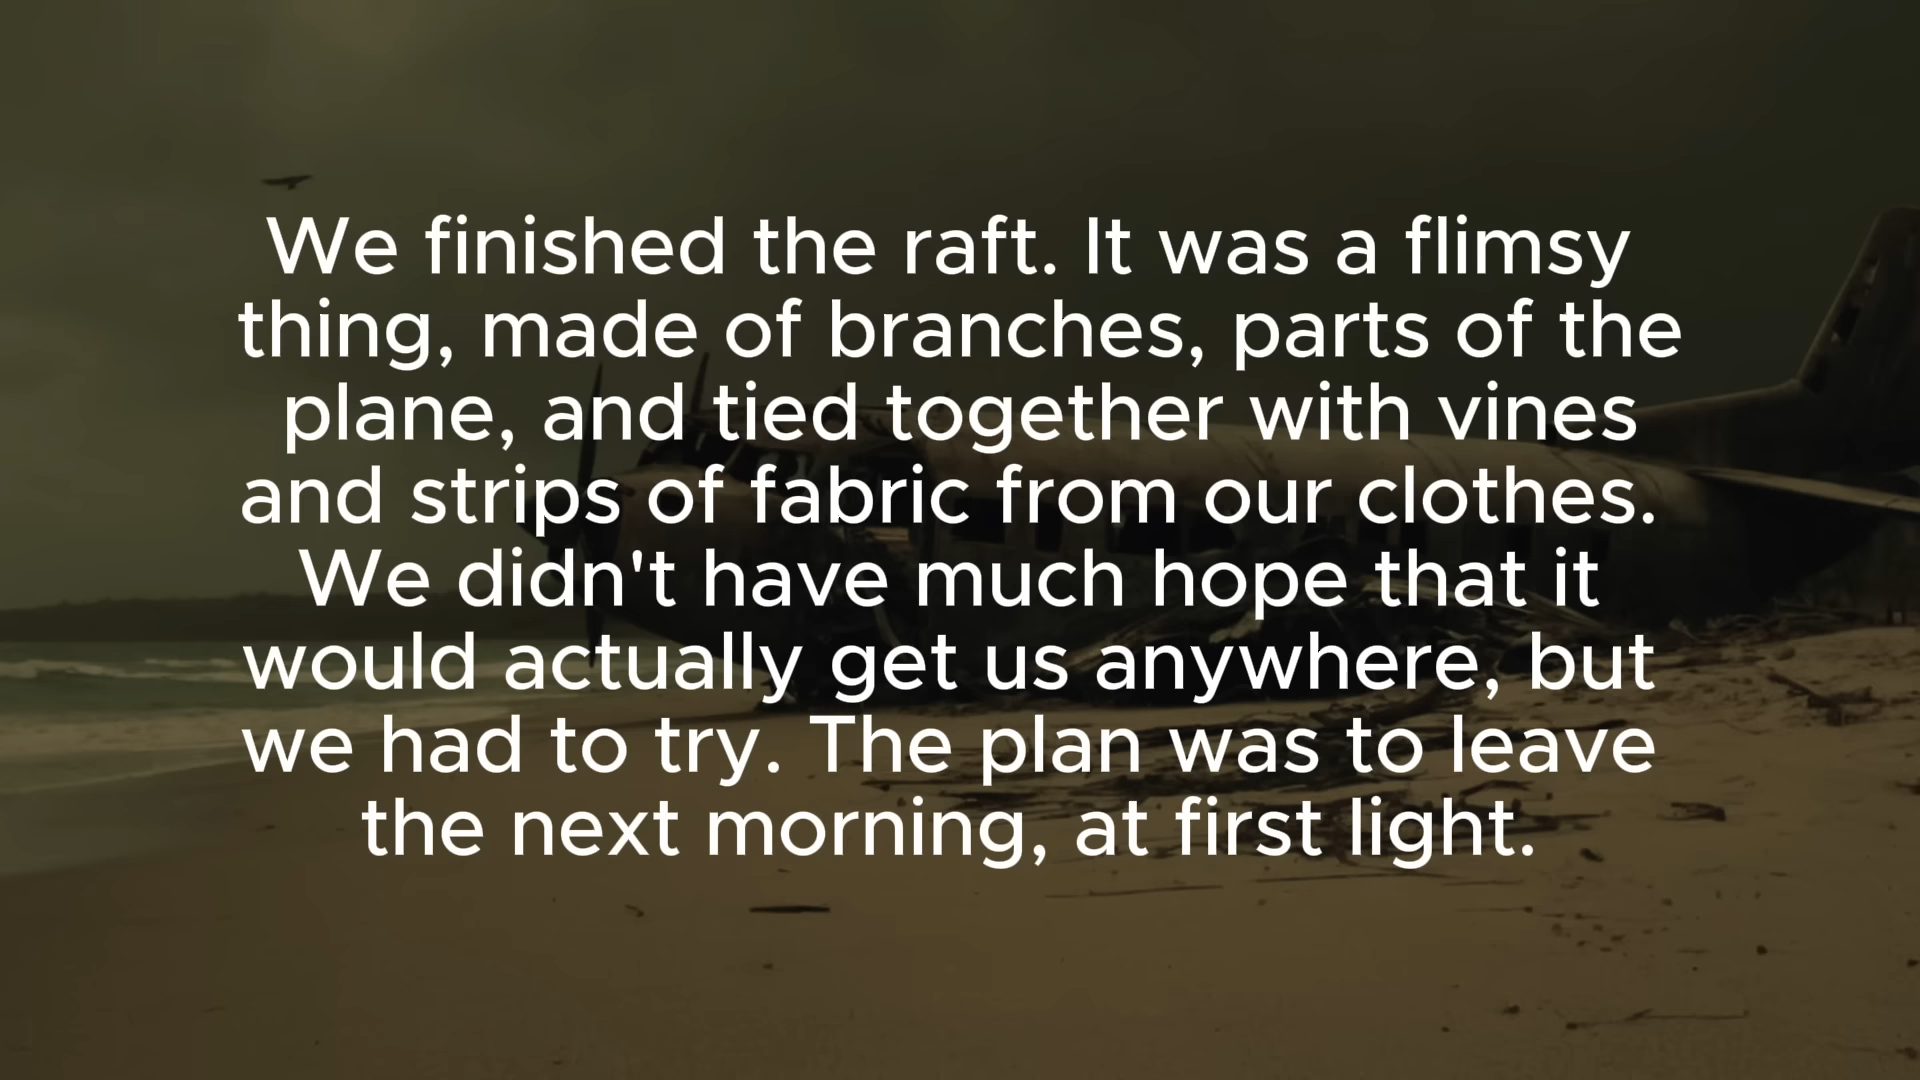 We finished the raft. It was a flimsy
thing, made of branches, parts of the
plane, and tied together with vines
and strips of fabric from our clothes.
We didn't have much hope that it
would actually get us anywhere, but
we had to try. The plan was to leave
the next morning, at first light.